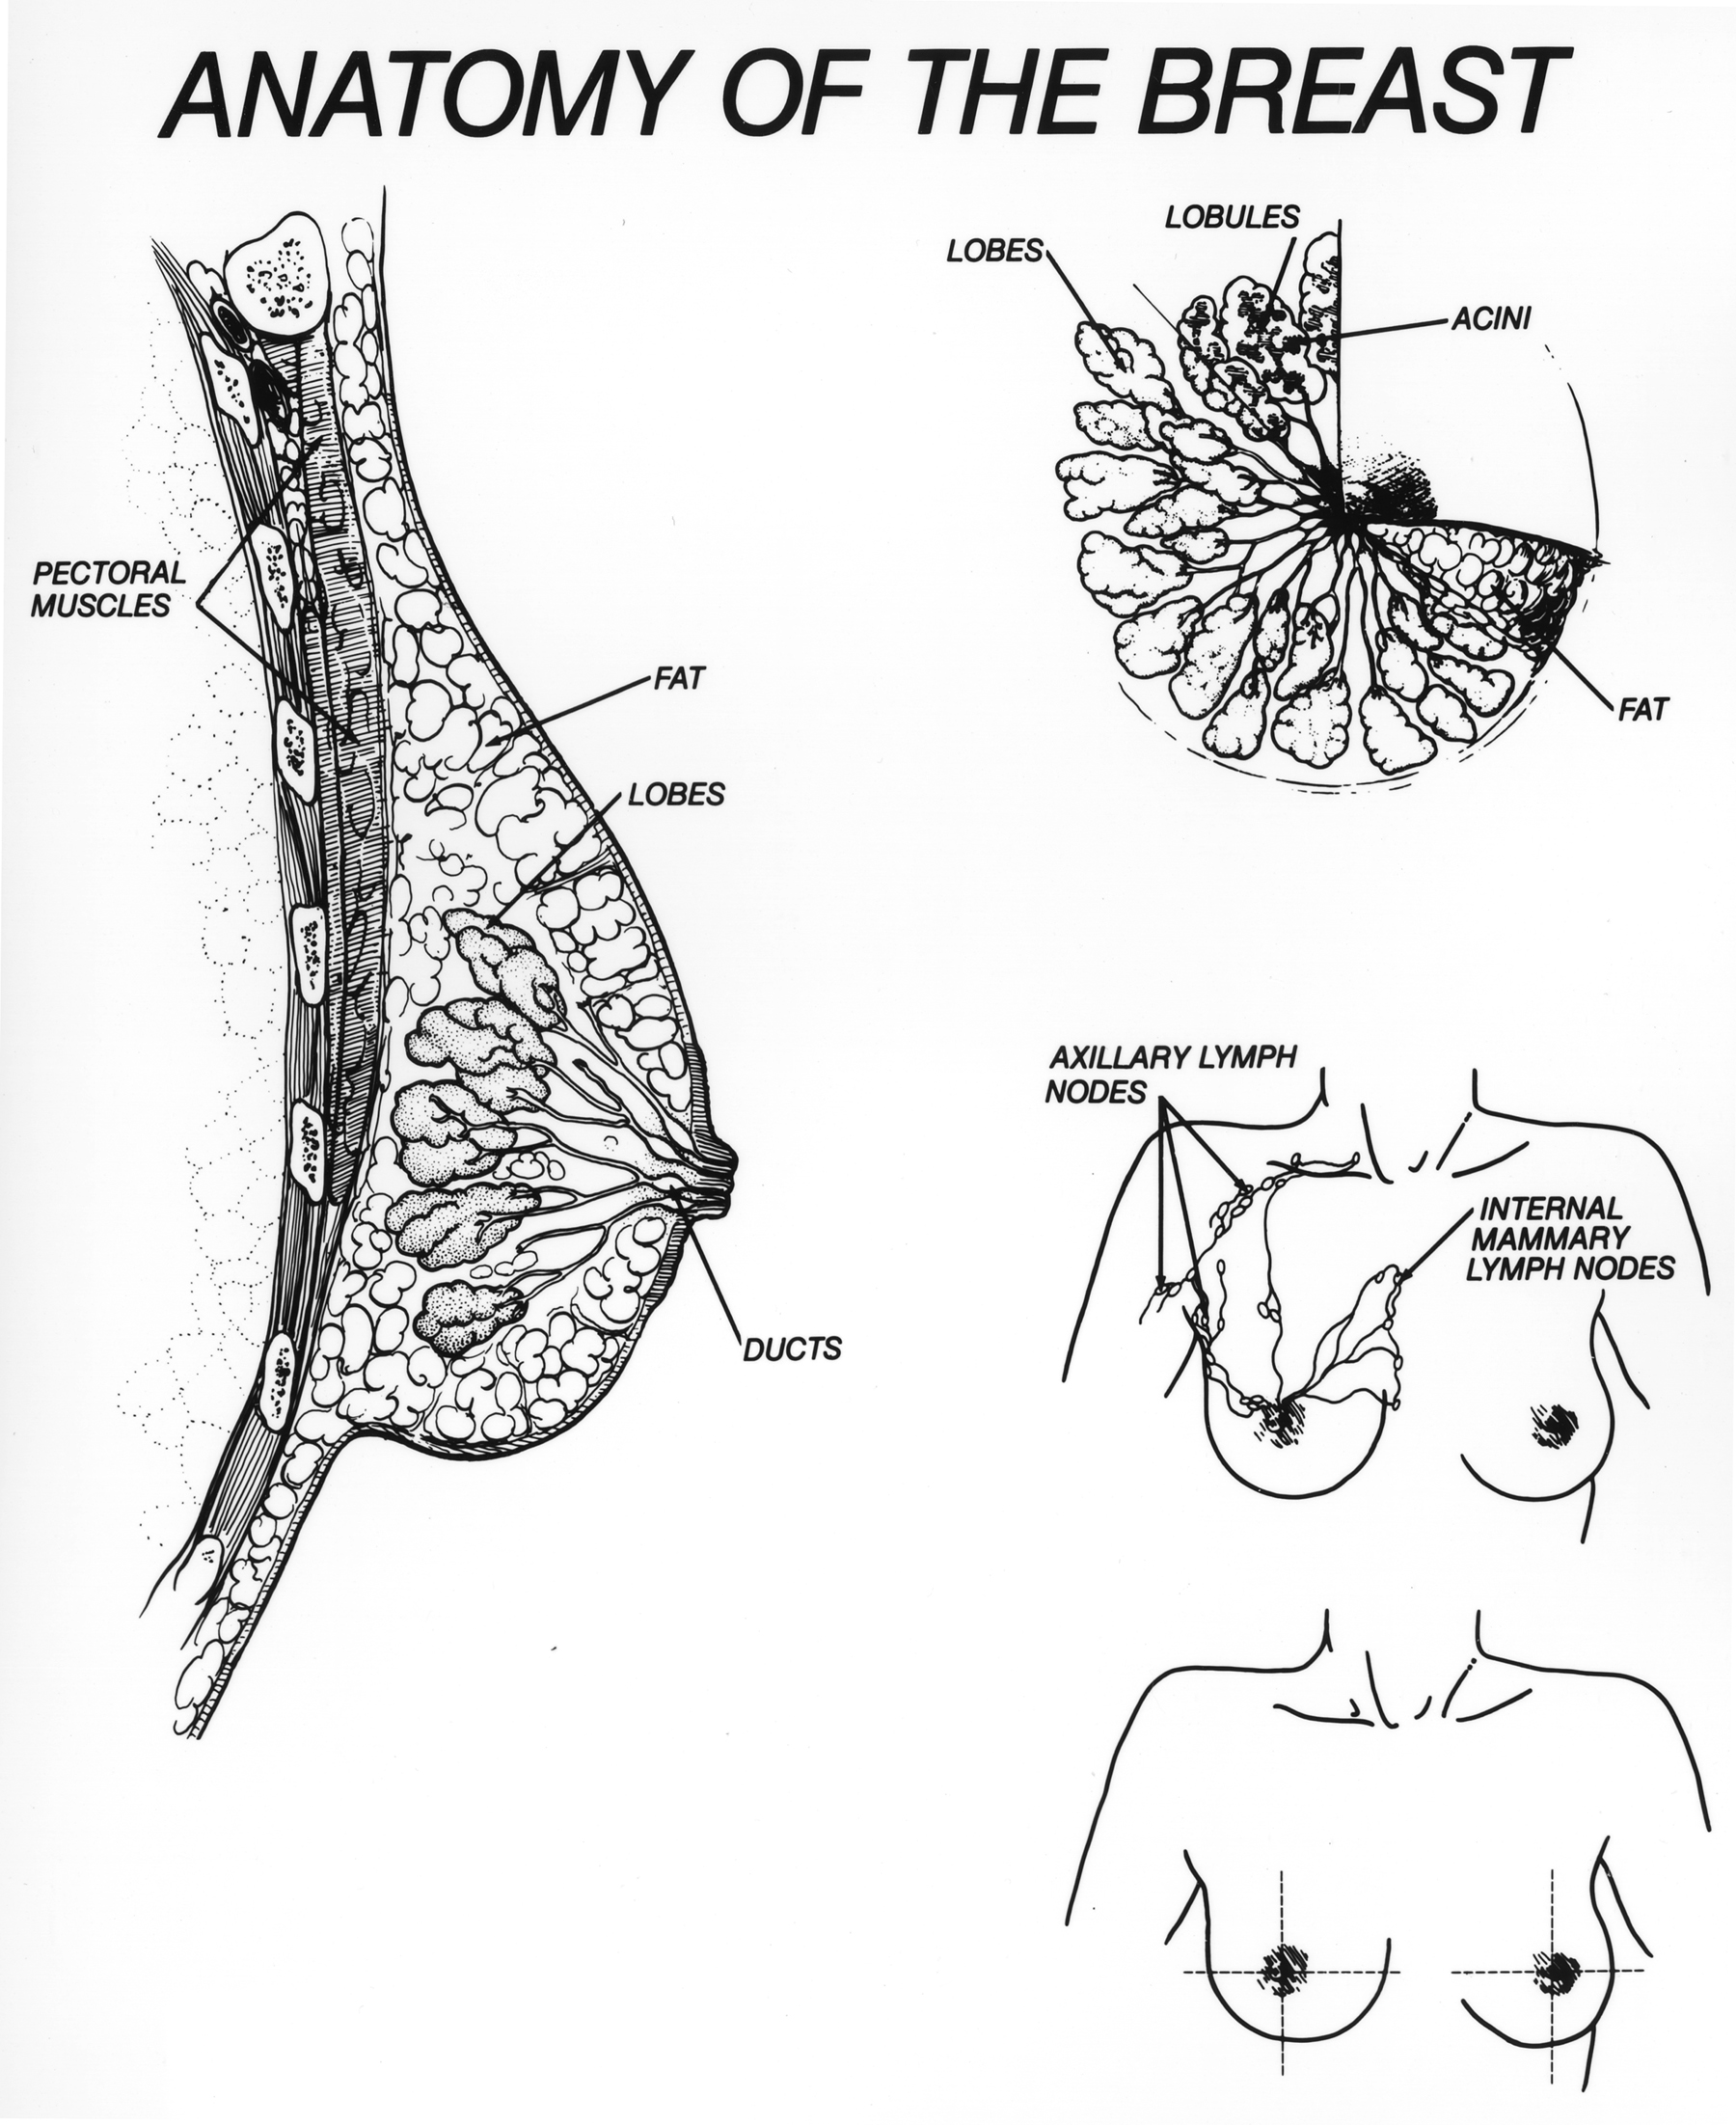 ANATOMY OF THE BREAST
LOBULES
LOBES
ACINI
PECTORAL
MUSCLES
FAT
FAT
LOBES
AXILLARY LYMPH
NODES
INTERNAL
MAMMARY
LYMPH NODES
DUCTS